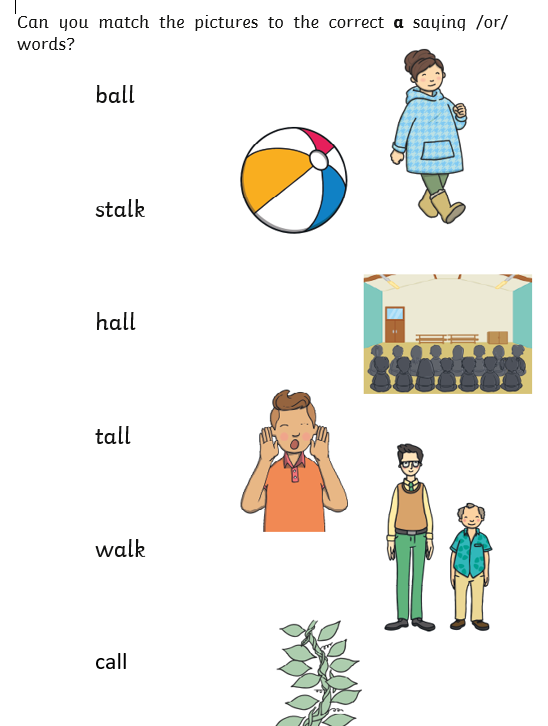 Can you match the pictures to the correct a saying /or/
words?
ball
stalk
hall
tall
walk
call